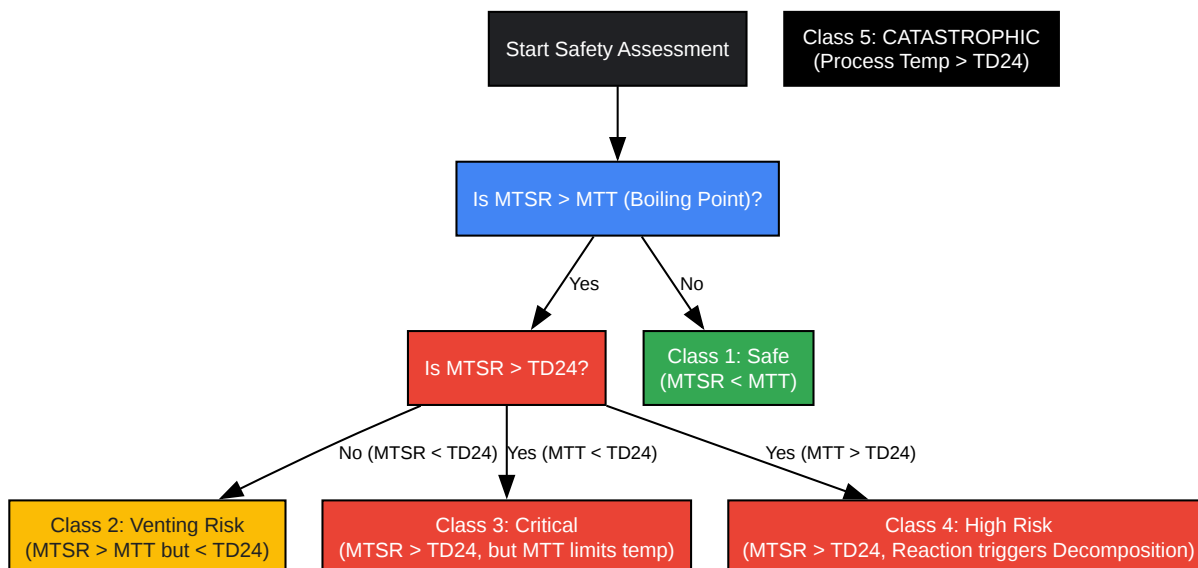 Start Safety Assessment
Class 5: CATASTROPHIC
(Process Temp > TD24)
Is MTSR > MTT (Boiling Point)?
Yes
No
Is MTSR > TD24?
Class 1: Safe
(MTSR < MTT)
No (MTSR < TD24)
Yes (MTT < TD24)
Yes (MTT > TD24)
Class 2: Venting Risk
(MTSR > MTT but < TD24)
Class 3: Critical
(MTSR > TD24, but MTT limits temp)
Class 4: High Risk
(MTSR > TD24, Reaction triggers Decomposition)